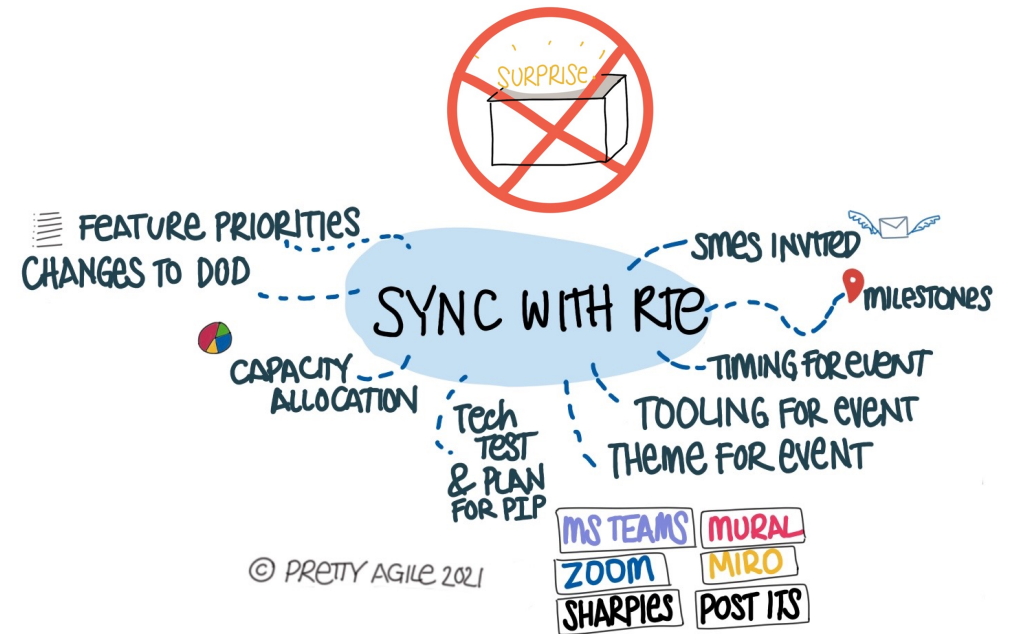 SURPRISE
FEATURE PRIORITIES
CHANGES TO DOD
CAPACITY
ALLOCATION
SYNC WITH RTE
SMES INVITED
MILESTONES
TIMING FOR EVENT
TOOLING FOR EVENT
THEME FOR EVENT
Tech
TEST
& PLAN
FOR PIP
MS TEAMS
MURAL
ZOOM
MIRO
SHARPIES
POST ITS
© PRETTY AGILE 2021